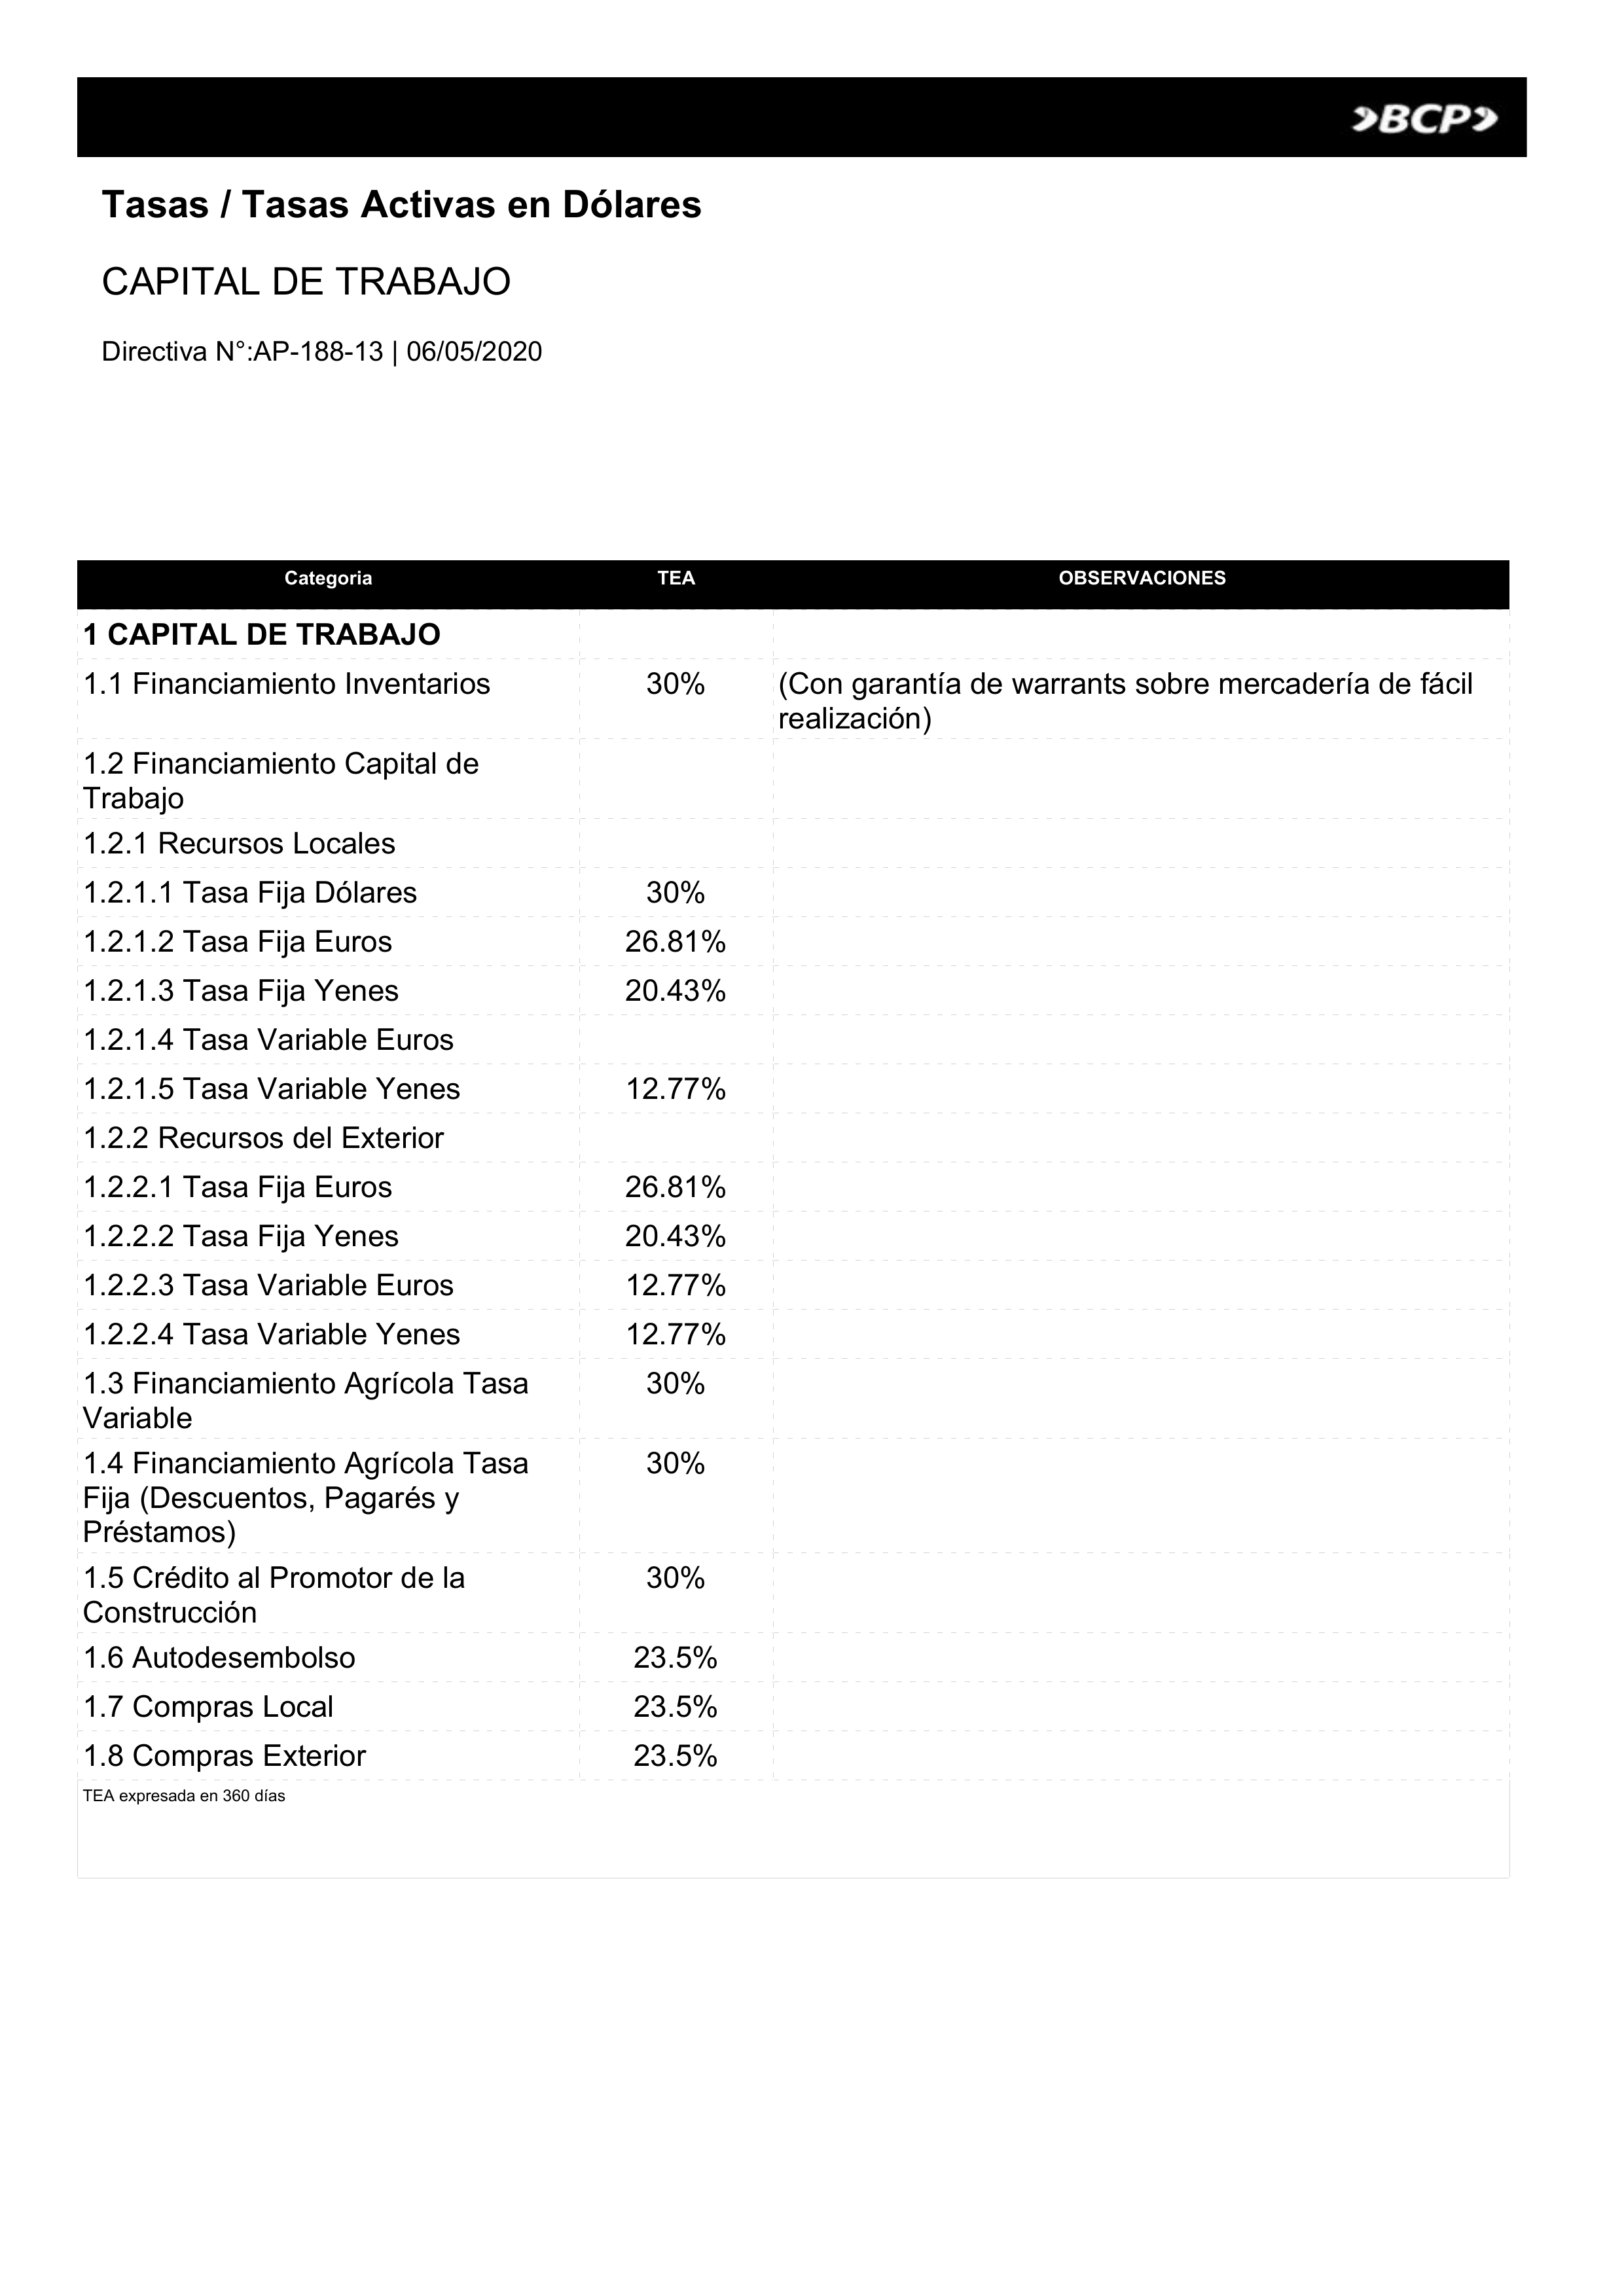 BCP
Tasas / Tasas Activas en Dólares
CAPITAL DE TRABAJO
Directiva N°:AP-188-13 | 06/05/2020
Categoria TEA OBSERVACIONES
1 CAPITAL DE TRABAJO
1.1 Financiamiento Inventarios 30% (Con garantía de warrants sobre mercadería de fácil
realización)
1.2 Financiamiento Capital de
Trabajo
1.2.1 Recursos Locales
1.2.1.1 Tasa Fija Dólares 30%
1.2.1.2 Tasa Fija Euros 26.81%
1.2.1.3 Tasa Fija Yenes 20.43%
1.2.1.4 Tasa Variable Euros
1.2.1.5 Tasa Variable Yenes 12.77%
1.2.2 Recursos del Exterior
1.2.2.1 Tasa Fija Euros 26.81%
1.2.2.2 Tasa Fija Yenes 20.43%
1.2.2.3 Tasa Variable Euros 12.77%
1.2.2.4 Tasa Variable Yenes 12.77%
1.3 Financiamiento Agrícola Tasa 30%
Variable
1.4 Financiamiento Agrícola Tasa 30%
Fija (Descuentos, Pagarés y
Préstamos)
1.5 Crédito al Promotor de la 30%
Construcción
1.6 Autodesembolso 23.5%
1.7 Compras Local 23.5%
1.8 Compras Exterior 23.5%
TEA expresada en 360 días